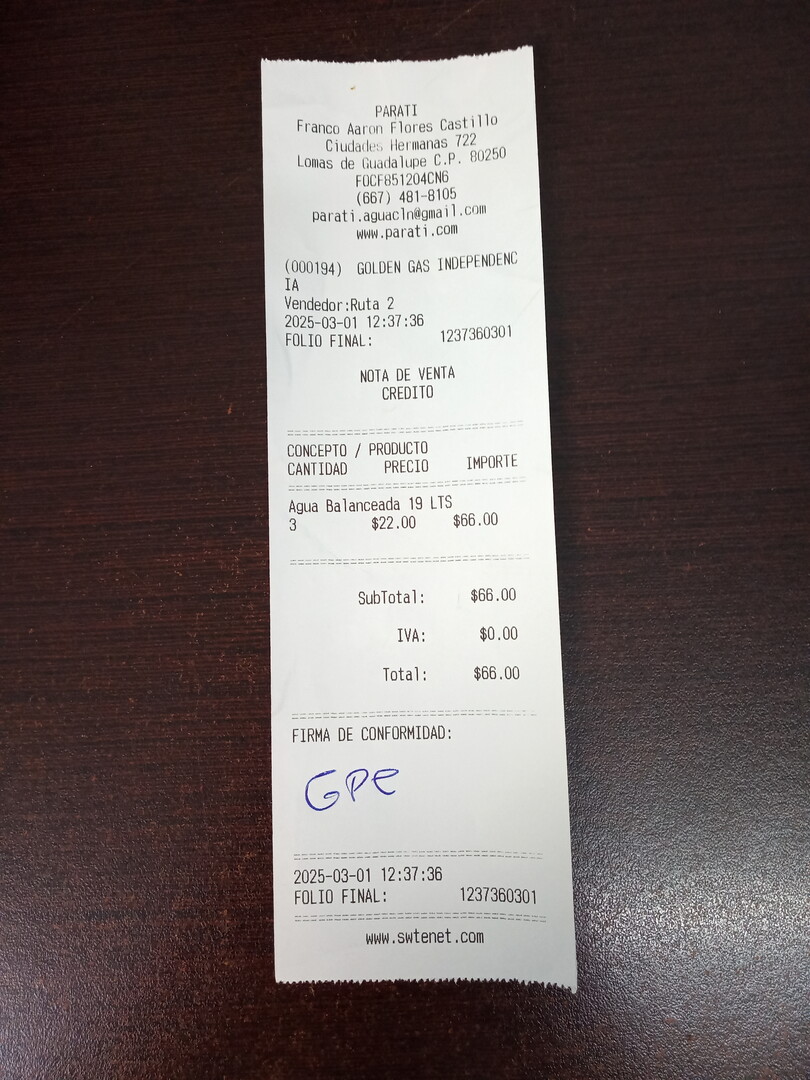 PARATI
Franco Aaron Flores Castillo
Ciudades Hermanas 722
Lomas de Guadalupe C.P. 80250
FOCF851204CN6
(667) 481-8105
parati.aguacln@gmail.com
www.parati.com
(000194) GOLDEN GAS INDEPENDENC
IA
Vendedor:Ruta 2
2025-03-01 12:37:36
FOLIO FINAL: 1237360301
NOTA DE VENTA
CREDITO
CONCEPTO / PRODUCTO
CANTIDAD PRECIO IMPORTE
Agua Balanceada 19 LTS
3 $22.00 $66.00
SubTotal: $66.00
IVA: $0.00
Total: $66.00
FIRMA DE CONFORMIDAD:
GPE
2025-03-01 12:37:36
FOLIO FINAL: 1237360301
www.swtenet.com